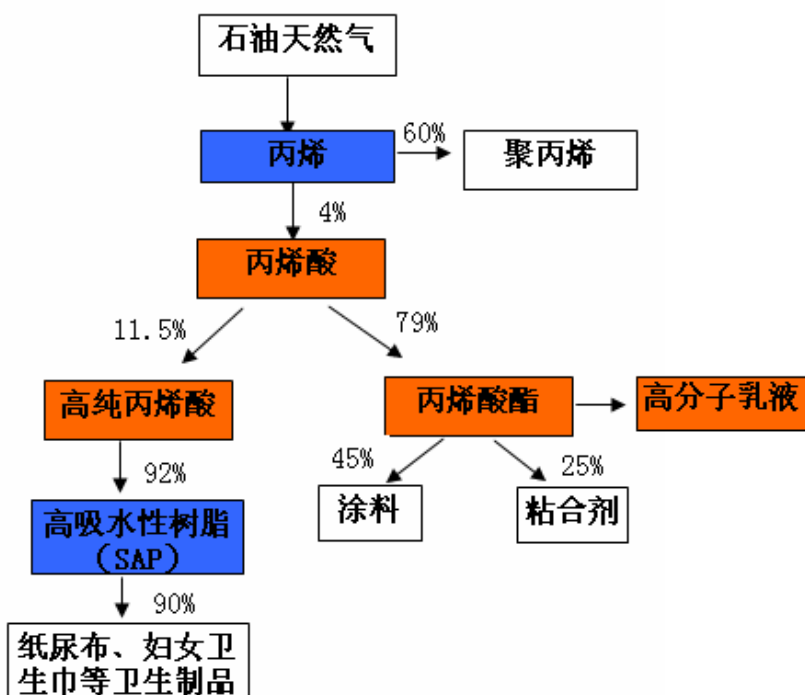 石油天然气
丙烯
60%
聚丙烯
4%
丙烯酸
11.5%
79%
高纯丙烯酸
丙烯酸酯
高分子乳液
92%
45%
25%
高吸水性树脂
（SAP）
涂料
粘合剂
90%
纸尿布、妇女卫
生巾等卫生制品